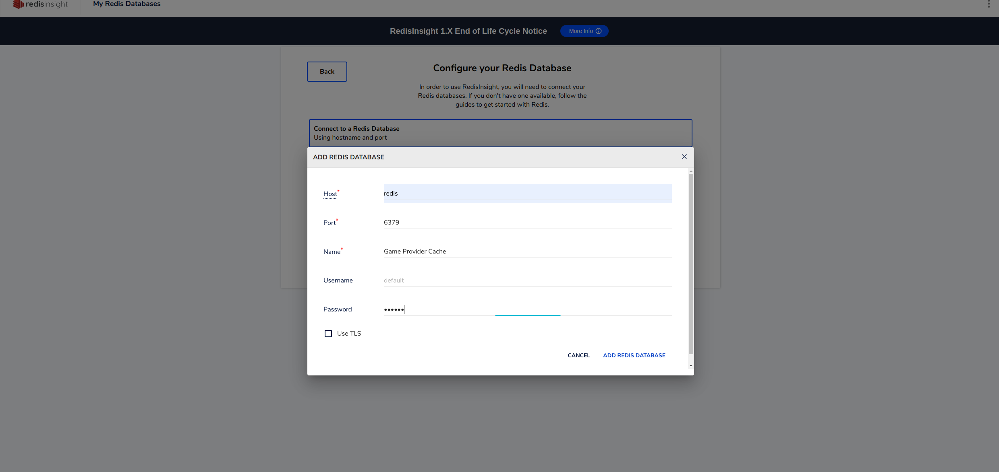 redisinsight
My Redis Databases
RedisInsight 1.X End of Life Cycle Notice
More Info
Back
Configure your Redis Database
In order to use RedisInsight, you will need to connect your
Redis databases. If you don't have one available, follow the
guides to get started with Redis.
Connect to a Redis Database
Using hostname and port
ADD REDIS DATABASE
Host* redis
Port* 6379
Name* Game Provider Cache
Username default
Password ••••••
Use TLS
CANCEL ADD REDIS DATABASE